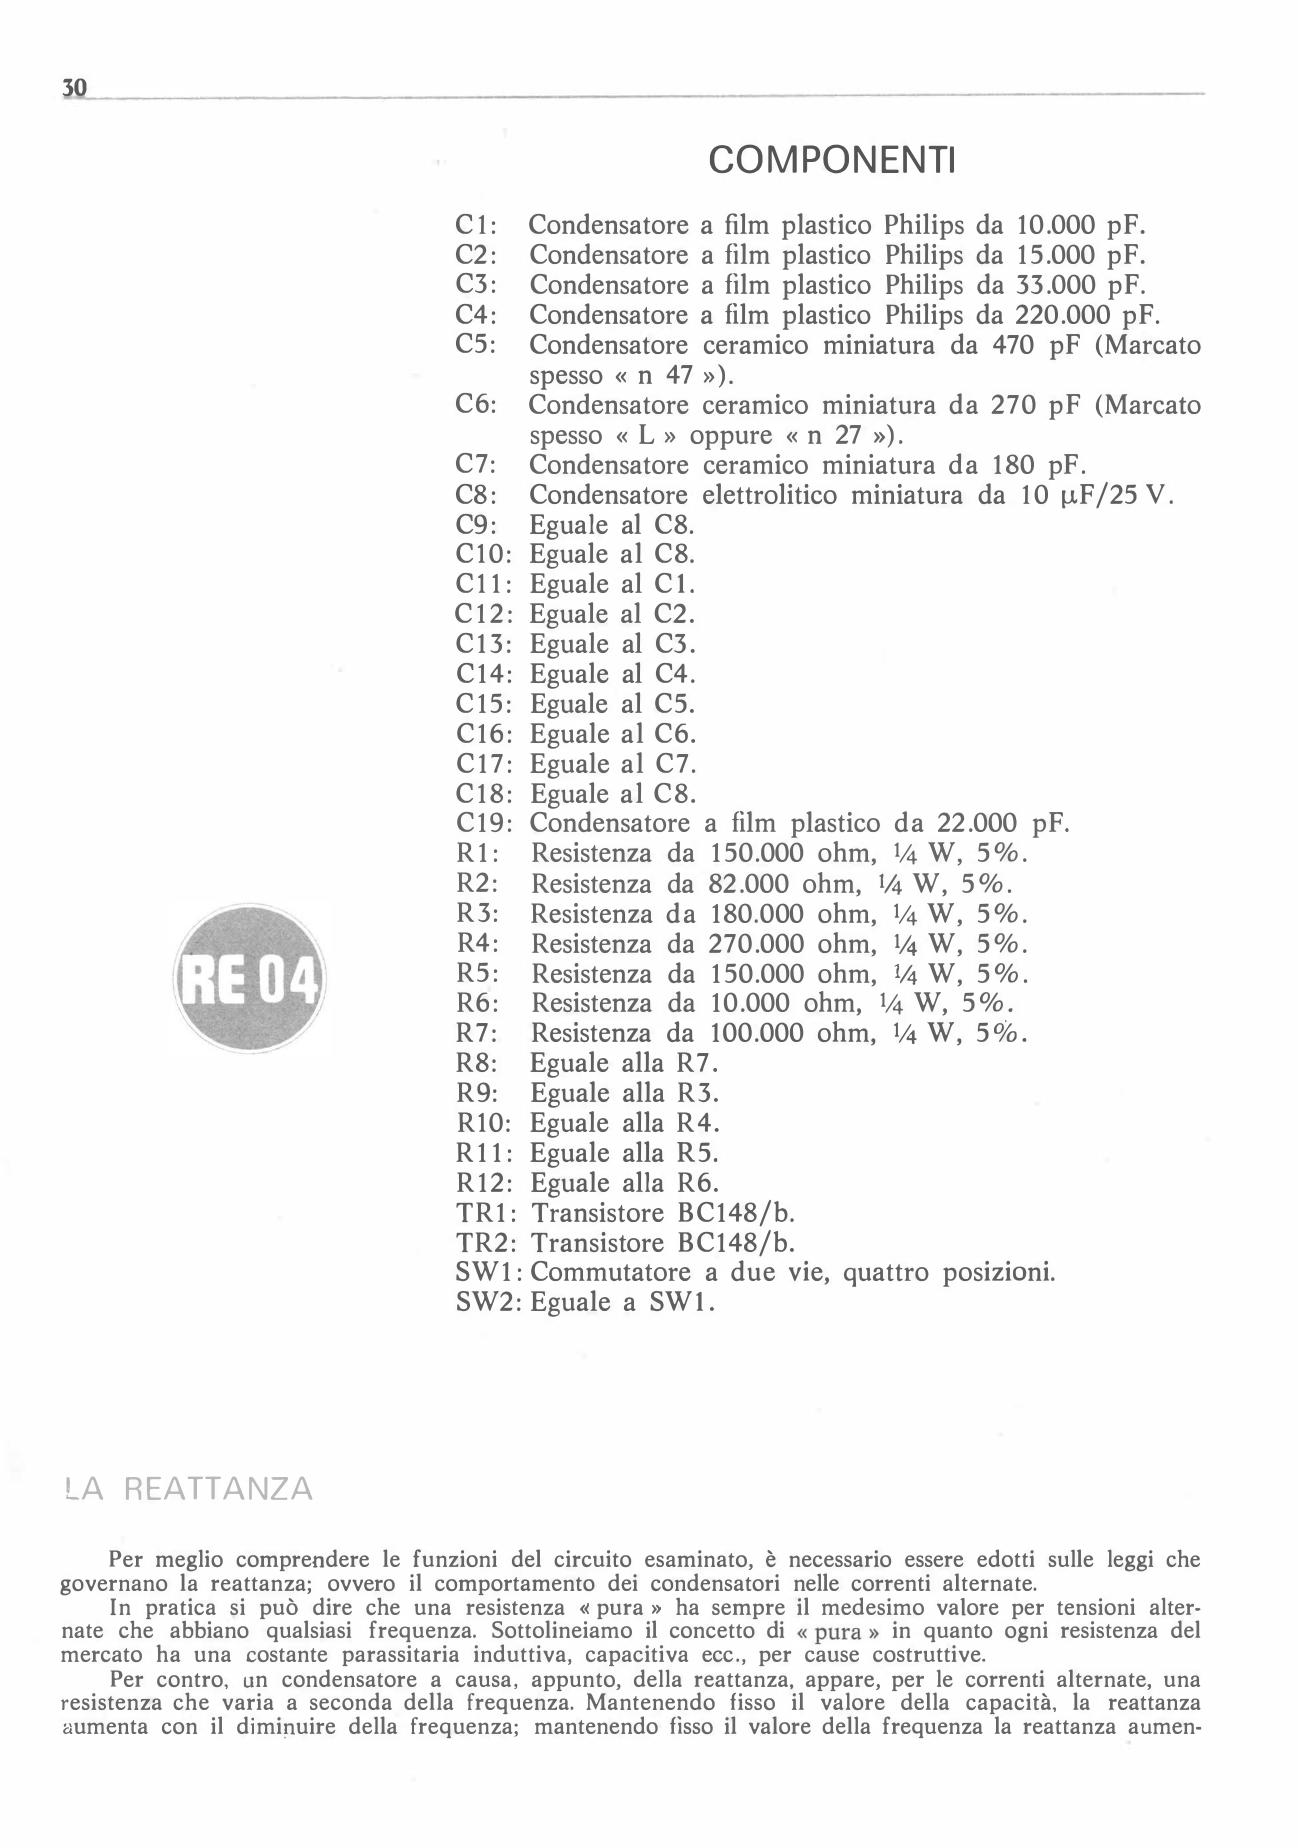 30
COMPONENTI
C1: Condensatore a film plastico Philips da 10.000 pF.
C2: Condensatore a film plastico Philips da 15.000 pF.
C3: Condensatore a film plastico Philips da 33.000 pF.
C4: Condensatore a film plastico Philips da 220.000 pF.
C5: Condensatore ceramico miniatura da 470 pF (Marcato
spesso « n 47 »).
C6: Condensatore ceramico miniatura da 270 pF (Marcato
spesso « L » oppure « n 27 »).
C7: Condensatore ceramico miniatura da 180 pF.
C8: Condensatore elettrolitico miniatura da 10 µF/25 V.
C9: Eguale al C8.
C10: Eguale al C8.
C11: Eguale al C1.
C12: Eguale al C2.
C13: Eguale al C3.
C14: Eguale al C4.
C15: Eguale al C5.
C16: Eguale al C6.
C17: Eguale al C7.
C18: Eguale al C8.
C19: Condensatore a film plastico da 22.000 pF.
R1: Resistenza da 150.000 ohm, ¼ W, 5%.
R2: Resistenza da 82.000 ohm, ¼ W, 5%.
R3: Resistenza da 180.000 ohm, ¼ W, 5%.
R4: Resistenza da 270.000 ohm, ¼ W, 5%.
R5: Resistenza da 150.000 ohm, ¼ W, 5%.
R6: Resistenza da 10.000 ohm, ¼ W, 5%.
R7: Resistenza da 100.000 ohm, ¼ W, 5%.
R8: Eguale alla R7.
R9: Eguale alla R3.
R10: Eguale alla R4.
R11: Eguale alla R5.
R12: Eguale alla R6.
TR1: Transistore BC148/b.
TR2: Transistore BC148/b.
SW1: Commutatore a due vie, quattro posizioni.
SW2: Eguale a SW1.
RE 04
LA REATTANZA
Per meglio comprendere le funzioni del circuito esaminato, è necessario essere edotti sulle leggi che
governano la reattanza; ovvero il comportamento dei condensatori nelle correnti alternate.
In pratica si può dire che una resistenza « pura » ha sempre il medesimo valore per tensioni alter-
nate che abbiano qualsiasi frequenza. Sottolineiamo il concetto di « pura » in quanto ogni resistenza del
mercato ha una costante parassitaria induttiva, capacitiva ecc., per cause costruttive.
Per contro, un condensatore a causa, appunto, della reattanza, appare, per le correnti alternate, una
resistenza che varia a seconda della frequenza. Mantenendo fisso il valore della capacità, la reattanza
aumenta con il diminuire della frequenza; mantenendo fisso il valore della frequenza la reattanza aumen-